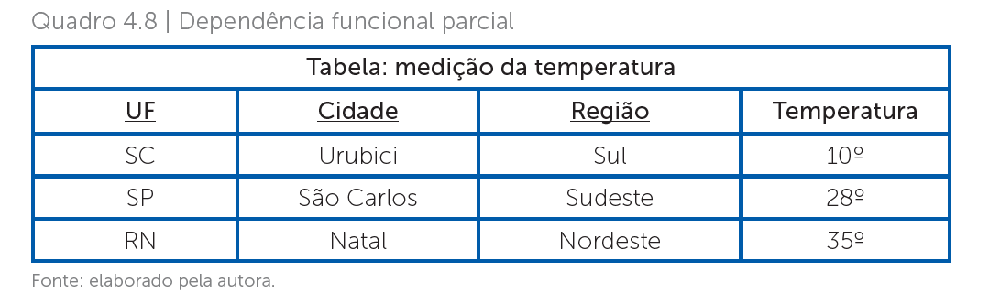 Quadro 4.8 | Dependência funcional parcial
Tabela: medição da temperatura
UF Cidade Região Temperatura
SC Urubici Sul 10º
SP São Carlos Sudeste 28º
RN Natal Nordeste 35º
Fonte: elaborado pela autora.